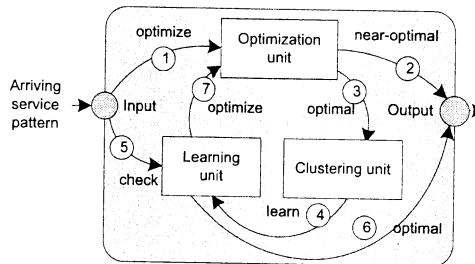 optimize
1
Optimization
unit
near-optimal
2
Arriving
service
pattern
Input
7
optimize
3
optimal
Output
5
check
Learning
unit
Clustering unit
learn
4
6
optimal